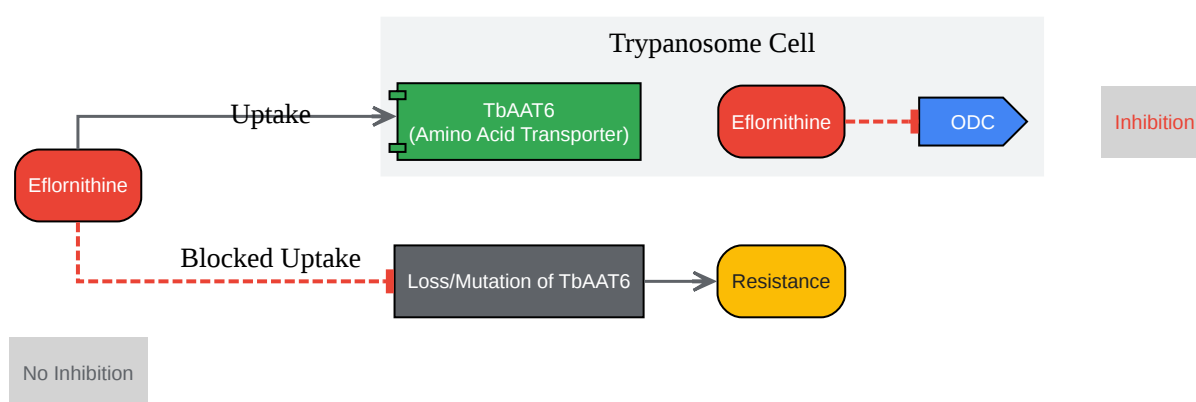 Trypanosome Cell
Uptake
TbAAT6
(Amino Acid Transporter)
Eflornithine
ODC
Inhibition
Eflornithine
Blocked Uptake
Loss/Mutation of TbAAT6
Resistance
No Inhibition